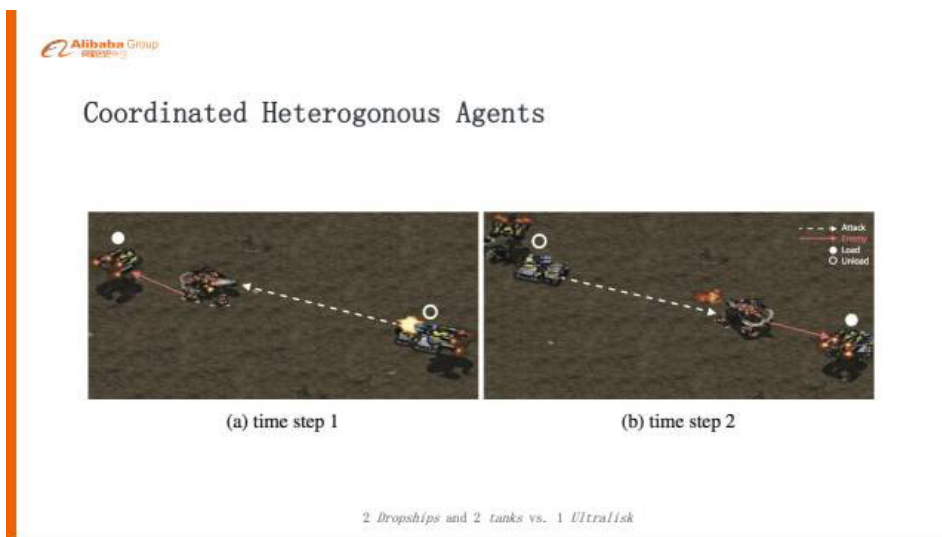 Alibaba Group
Coordinated Heterogonous Agents
Attack
Enemy
Load
Unload
(a) time step 1
(b) time step 2
2 Dropships and 2 tanks vs. 1 Ultralisk